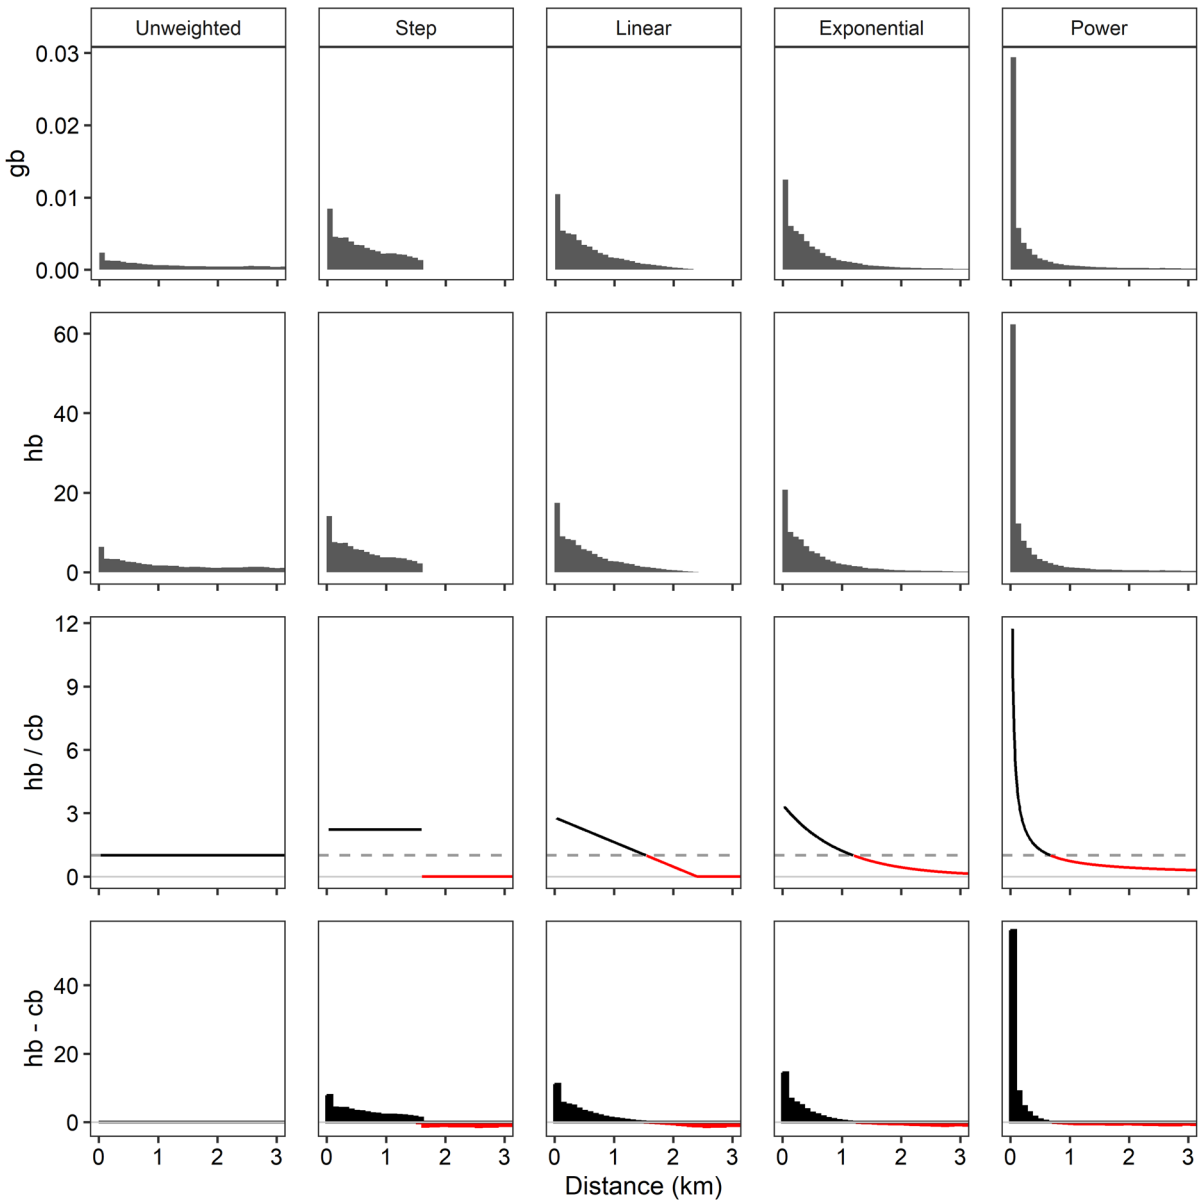 Unweighted Step Linear Exponential Power
gb
0.03
0.02
0.01
0.00
hb
60
40
20
0
hb / cb
12
9
6
3
0
hb - cb
40
20
0
0 1 2 3 0 1 2 3 0 1 2 3 0 1 2 3 0 1 2 3
Distance (km)